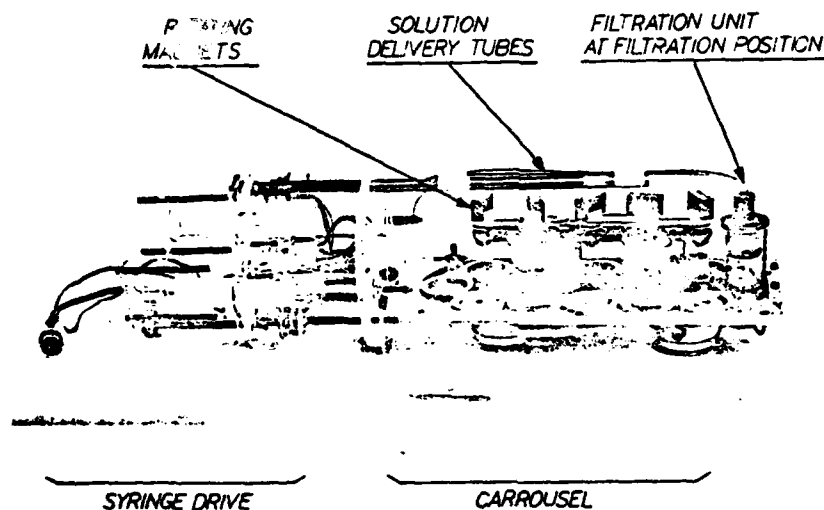 SOLUTION
DELIVERY TUBES
FILTRATION UNIT
AT FILTRATION POSITION
SYRINGE DRIVE
CARROUSEL